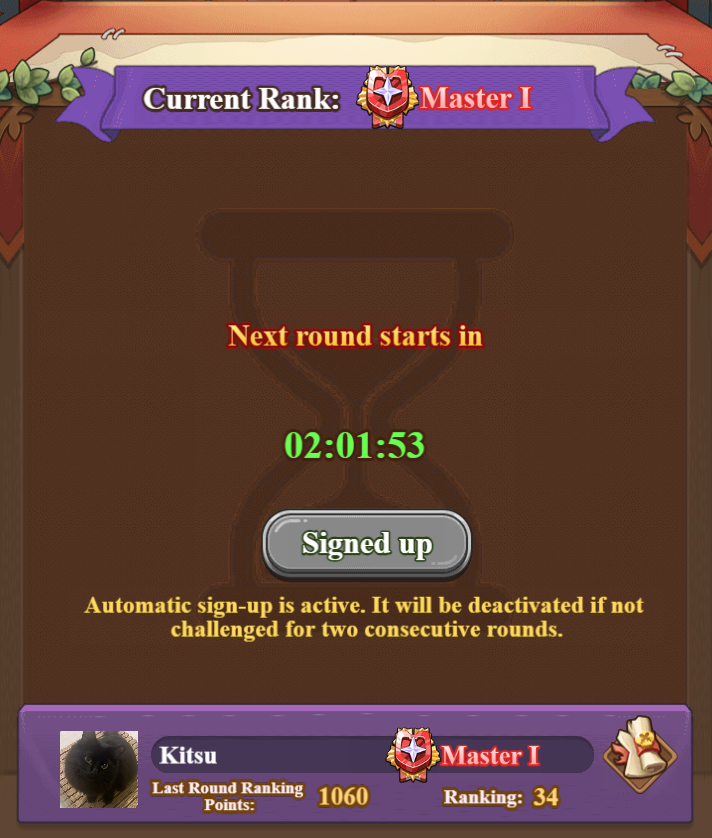 Current Rank: Master I
Next round starts in
02:01:53
Signed up
Automatic sign-up is active. It will be deactivated if not
challenged for two consecutive rounds.
Kitsu Master I
Last Round Ranking
Points: 1060 Ranking: 34